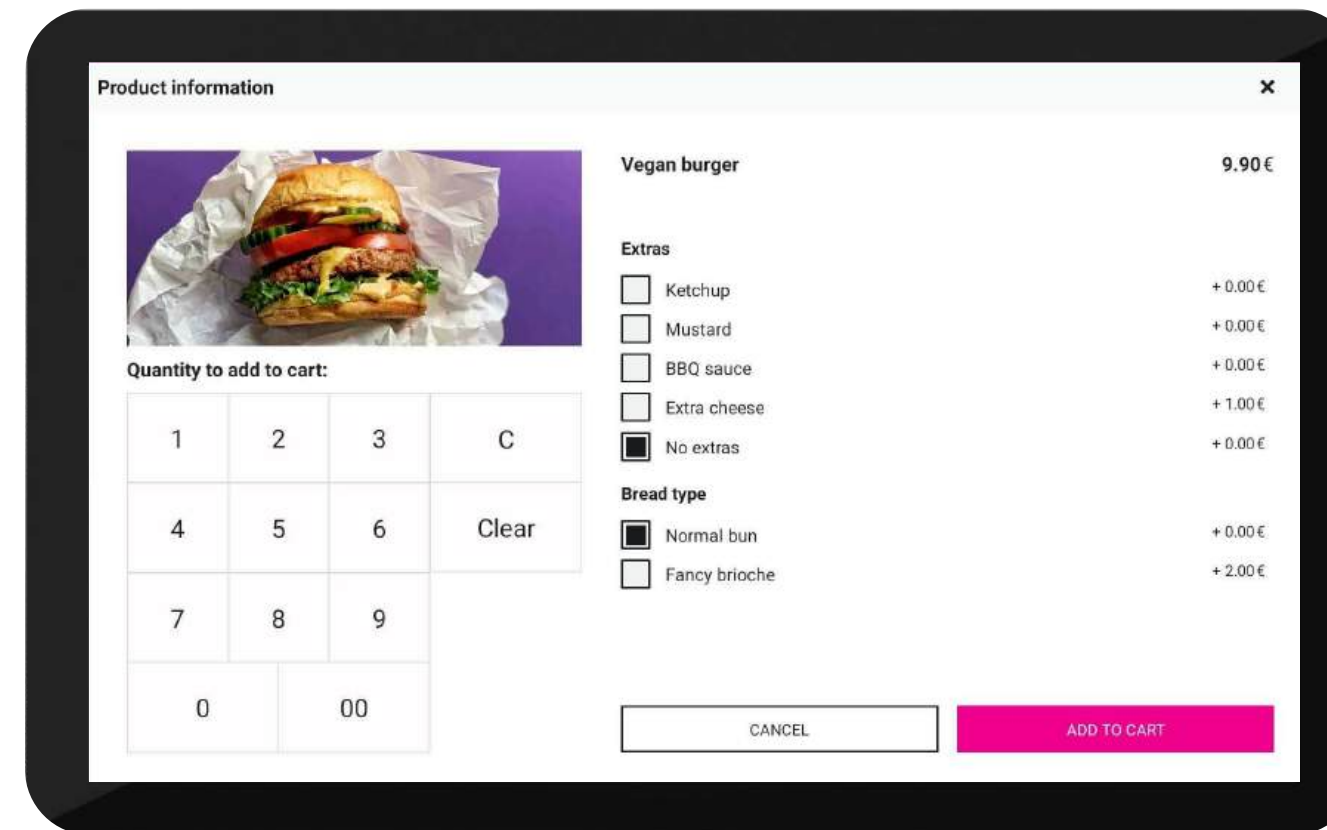 Product information ×
Vegan burger 9.90€
Extras
Ketchup + 0.00€
Mustard + 0.00€
BBQ sauce + 0.00€
Extra cheese + 1.00€
No extras + 0.00€
Bread type
Normal bun + 0.00€
Fancy brioche + 2.00€
Quantity to add to cart:
1 2 3 C
4 5 6 Clear
7 8 9
0 00
CANCEL ADD TO CART